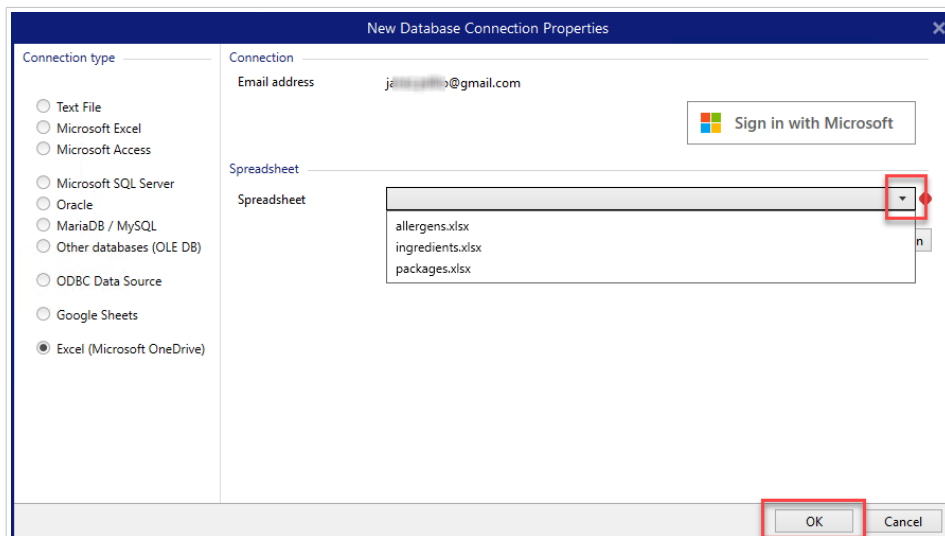 New Database Connection Properties
Connection type
Text File
Microsoft Excel
Microsoft Access
Microsoft SQL Server
Oracle
MariaDB / MySQL
Other databases (OLE DB)
ODBC Data Source
Google Sheets
Excel (Microsoft OneDrive)
Connection
Email address
@gmail.com
Sign in with Microsoft
Spreadsheet
Spreadsheet
allergens.xlsx
ingredients.xlsx
packages.xlsx
n
OK
Cancel